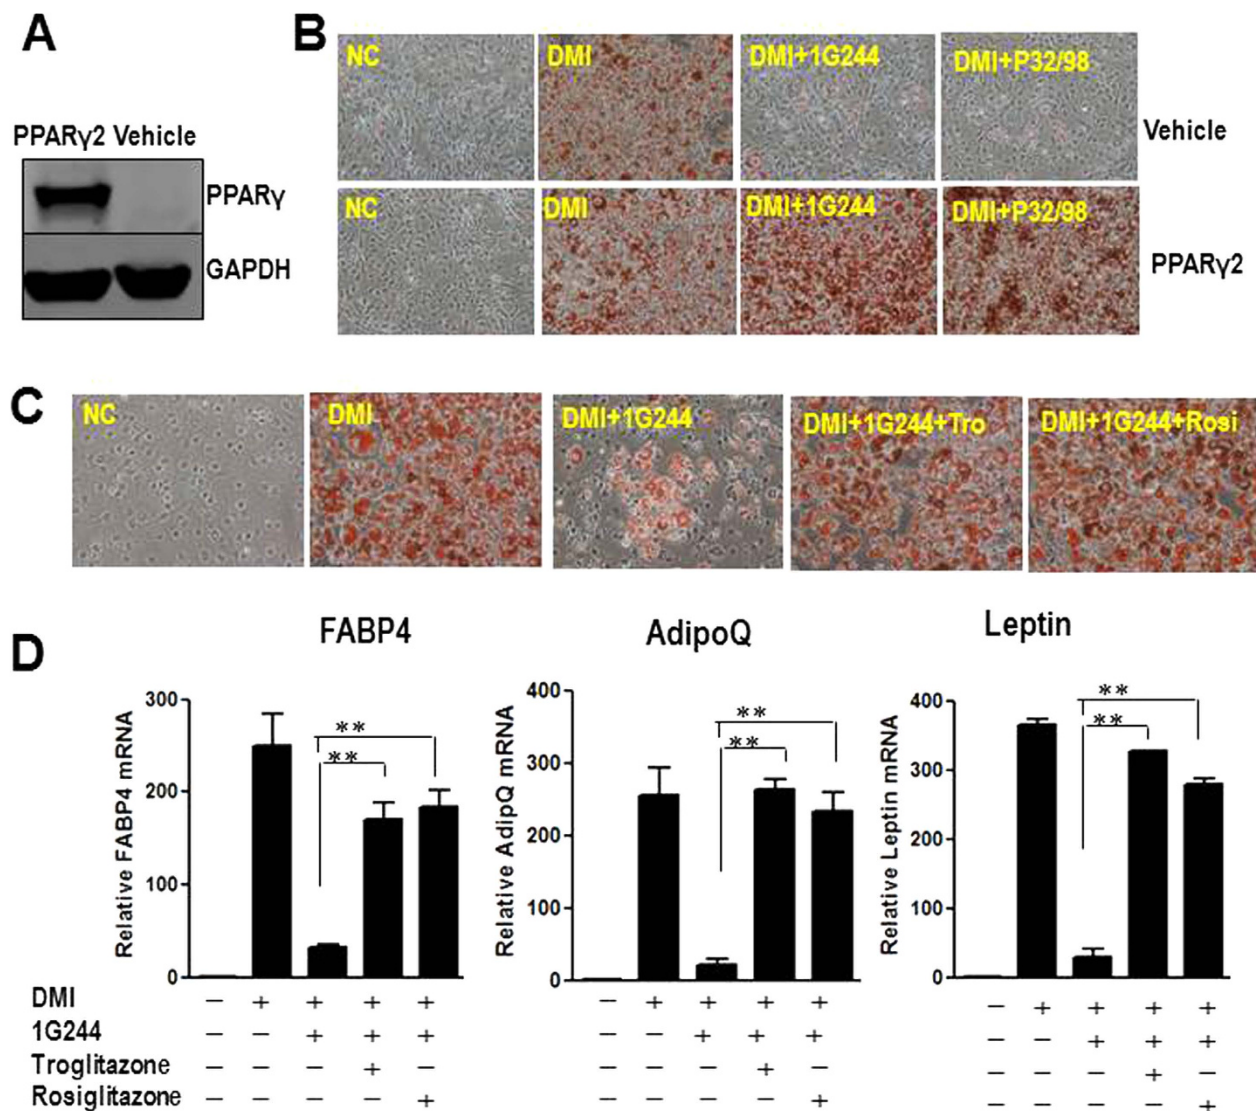 A
PPARγ2 Vehicle
PPARγ
GAPDH
B
NC DMI DMI+1G244 DMI+P32/98
Vehicle
NC DMI DMI+1G244 DMI+P32/98
PPARγ2
C
NC DMI DMI+1G244 DMI+1G244+Tro DMI+1G244+Rosi
D
FABP4
Relative FABP4 mRNA
300
200
100
0
**
**
AdipoQ
Relative AdipQ mRNA
400
300
200
100
0
**
**
Leptin
Relative Leptin mRNA
400
300
200
100
0
**
**
DMI − + + + + − + + + + − + + + +
1G244 − − + + + − − + + + − − + + +
Troglitazone − − − + − − − − + − − − − + −
Rosiglitazone − − − − + − − − − + − − − − +